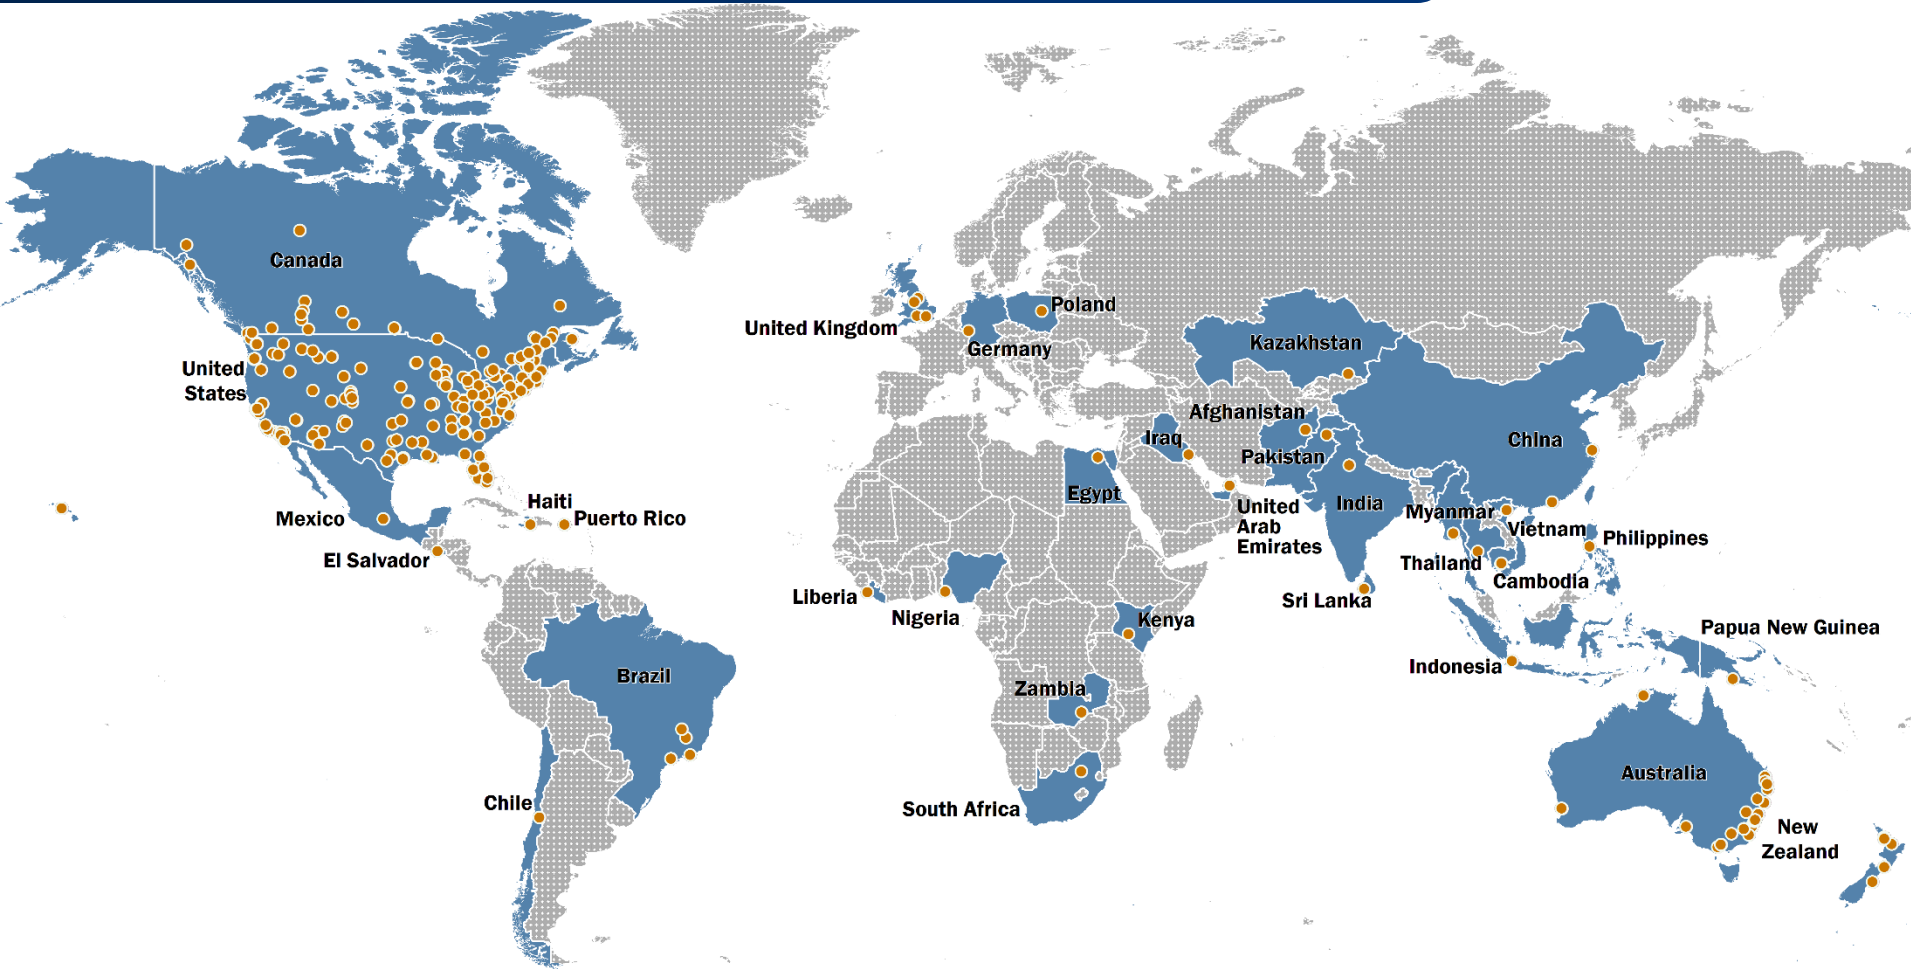 Canada
United
States
Mexico
El Salvador
Haiti
Puerto Rico
Brazil
Chile
United Kingdom
Poland
Germany
Kazakhstan
Afghanistan
Iraq
Pakistan
Egypt
China
India
United
Arab
Emirates
Myanmar
Vietnam
Philippines
Thailand
Cambodia
Sri Lanka
Liberia
Nigeria
Kenya
Zambia
South Africa
Papua New Guinea
Indonesia
Australia
New
Zealand